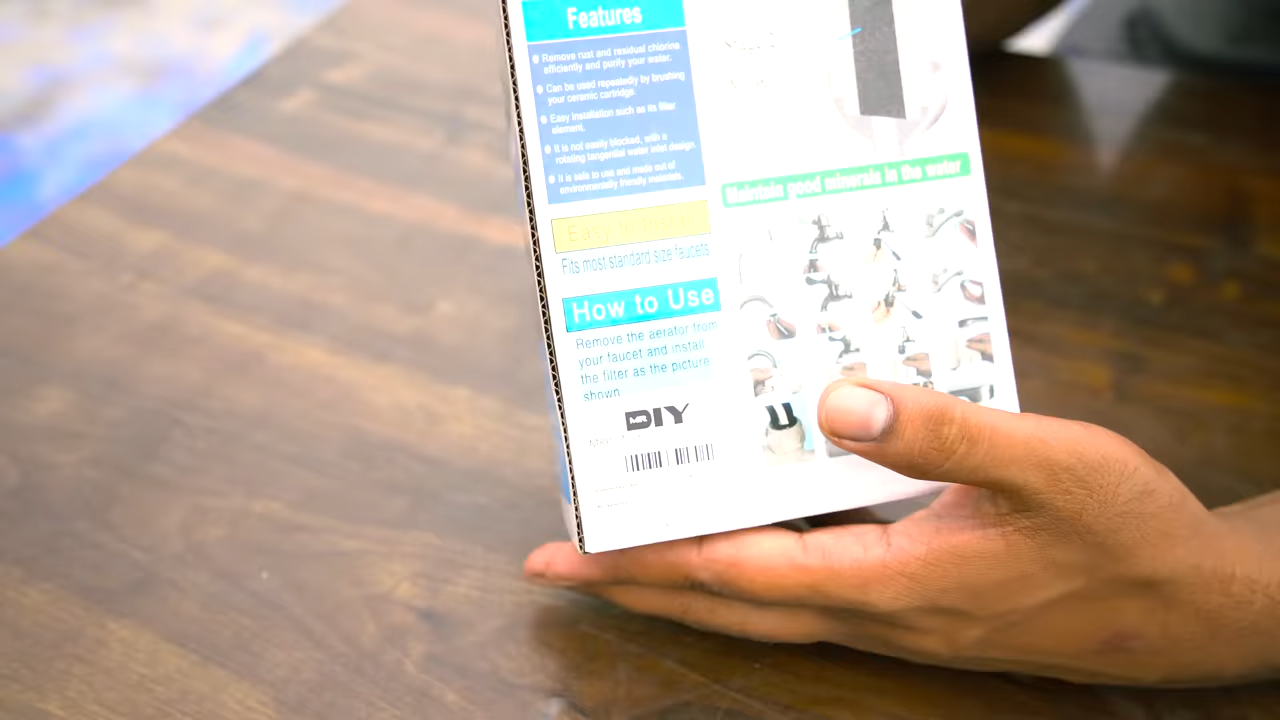 Features
Remove rust and residual chlorine
efficiently and purify your water.
Can be used repeatedly by brushing
your ceramic cartridge.
Easy installation such as its filter
element.
It is not easily blocked, with a
rotating tangential water inlet design.
It is safe to use and made out of
environmentally friendly materials.
Easy
Fits most standard size faucets
How to Use
Remove the aerator from
your faucet and install
the filter as the picture
shown
MR. DIY
Maintain good minerals in the water